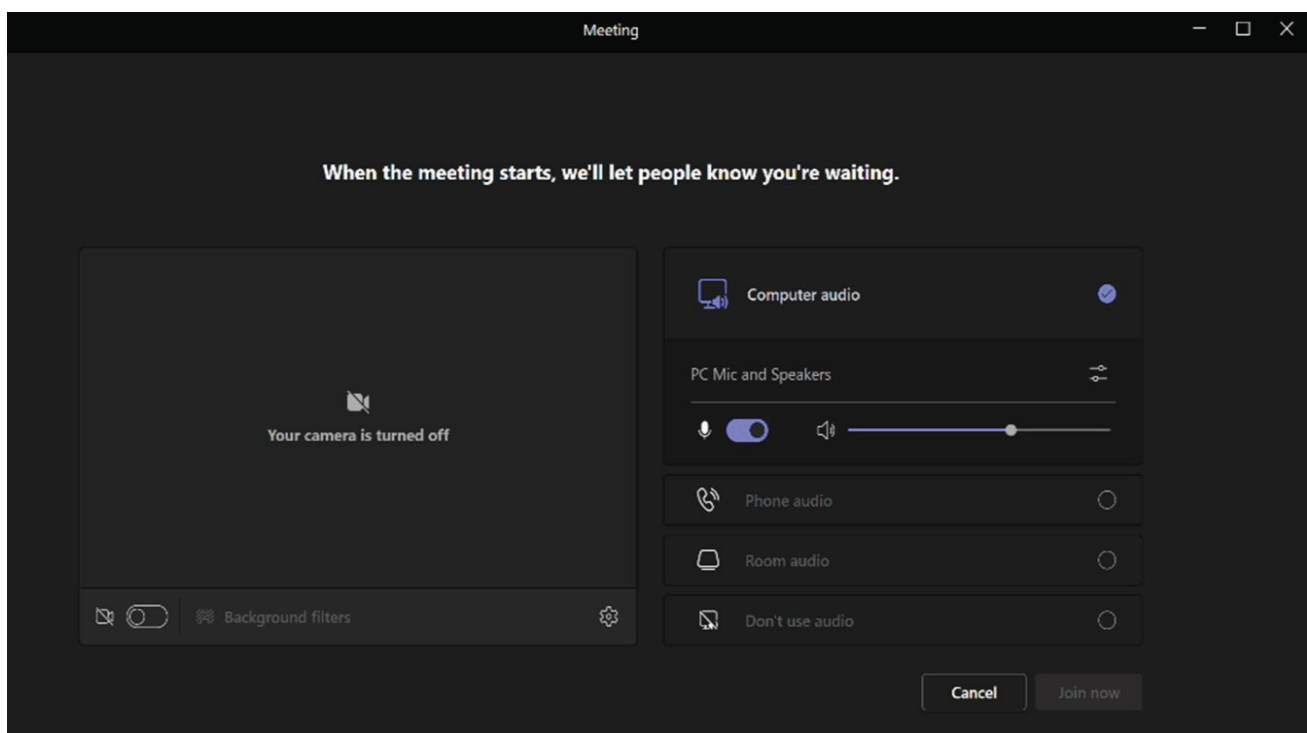 Meeting
When the meeting starts, we'll let people know you're waiting.
Computer audio
PC Mic and Speakers
Your camera is turned off
Phone audio
Room audio
Background filters
Don't use audio
Cancel
Join now